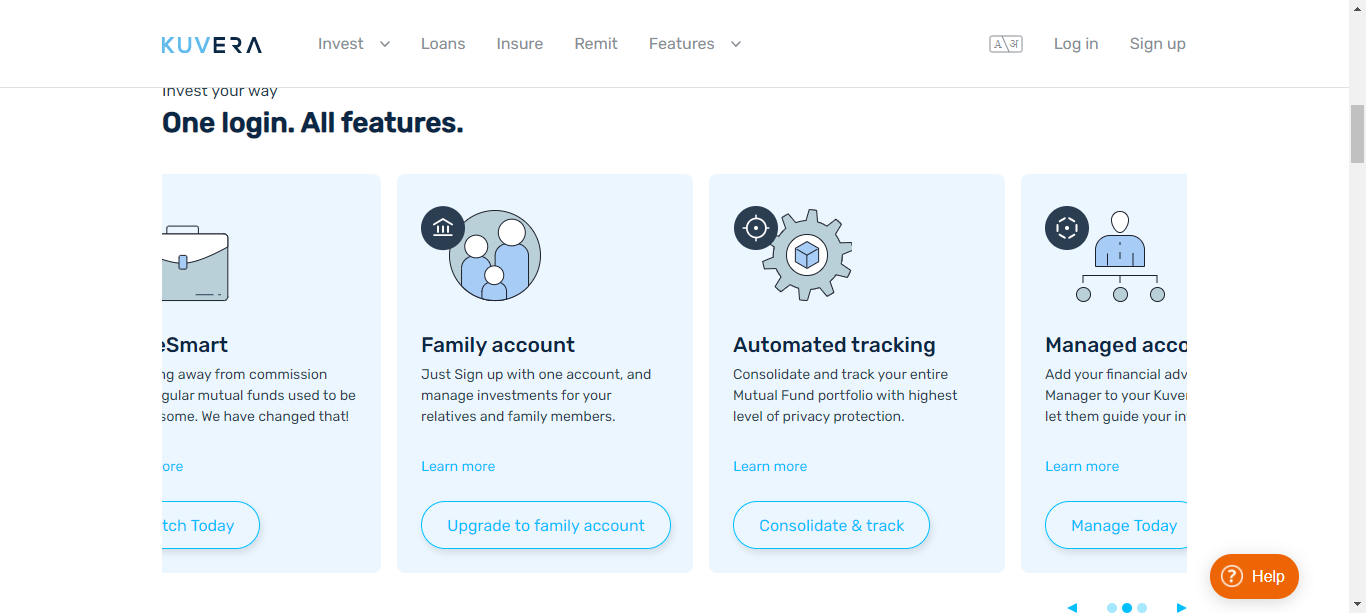 KUVERA
Invest
Loans
Insure
Remit
Features
A अ
Log in
Sign up
Invest your way
One login. All features.
eSmart
ng away from commission
gular mutual funds used to be
some. We have changed that!
ore
tch Today
Family account
Just Sign up with one account, and
manage investments for your
relatives and family members.
Learn more
Upgrade to family account
Automated tracking
Consolidate and track your entire
Mutual Fund portfolio with highest
level of privacy protection.
Learn more
Consolidate & track
Managed acco
Add your financial adv
Manager to your Kuver
let them guide your in
Learn more
Manage Today
? Help